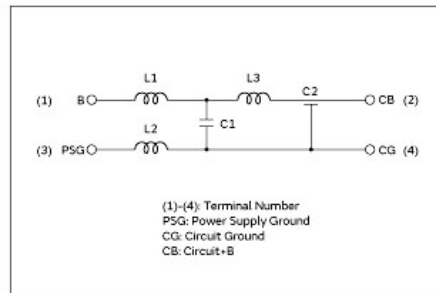 L1
L3
C2
(1)
B
CB
(2)
C1
L2
(3)
PSG
CG
(4)
(1)-(4): Terminal Number
PSG: Power Supply Ground
CG: Circuit Ground
CB: Circuit+B